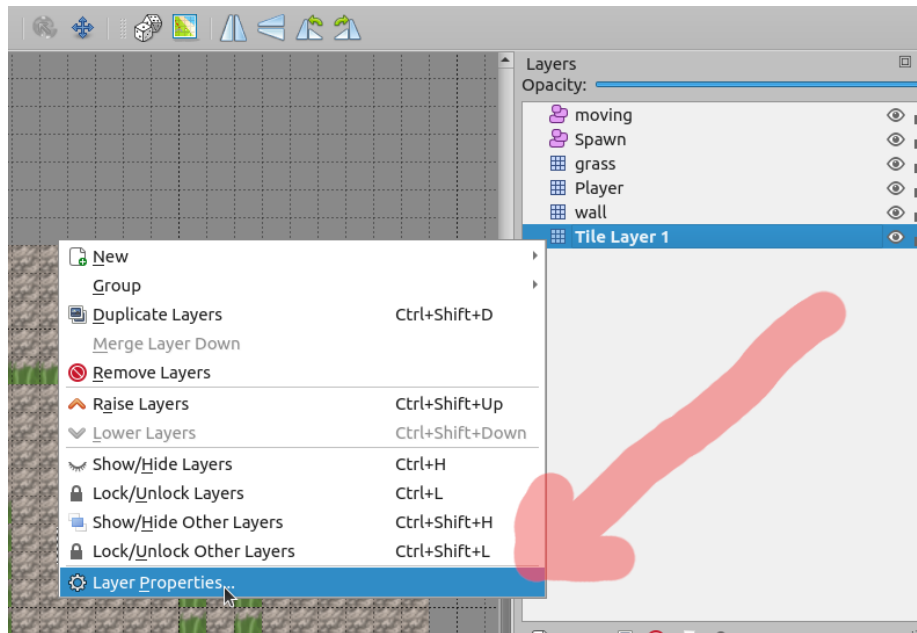 Layers
Opacity:
moving
Spawn
grass
Player
wall
Tile Layer 1
New
Group
Duplicate Layers Ctrl+Shift+D
Merge Layer Down
Remove Layers
Raise Layers Ctrl+Shift+Up
Lower Layers Ctrl+Shift+Down
Show/Hide Layers Ctrl+H
Lock/Unlock Layers Ctrl+L
Show/Hide Other Layers Ctrl+Shift+H
Lock/Unlock Other Layers Ctrl+Shift+L
Layer Properties...